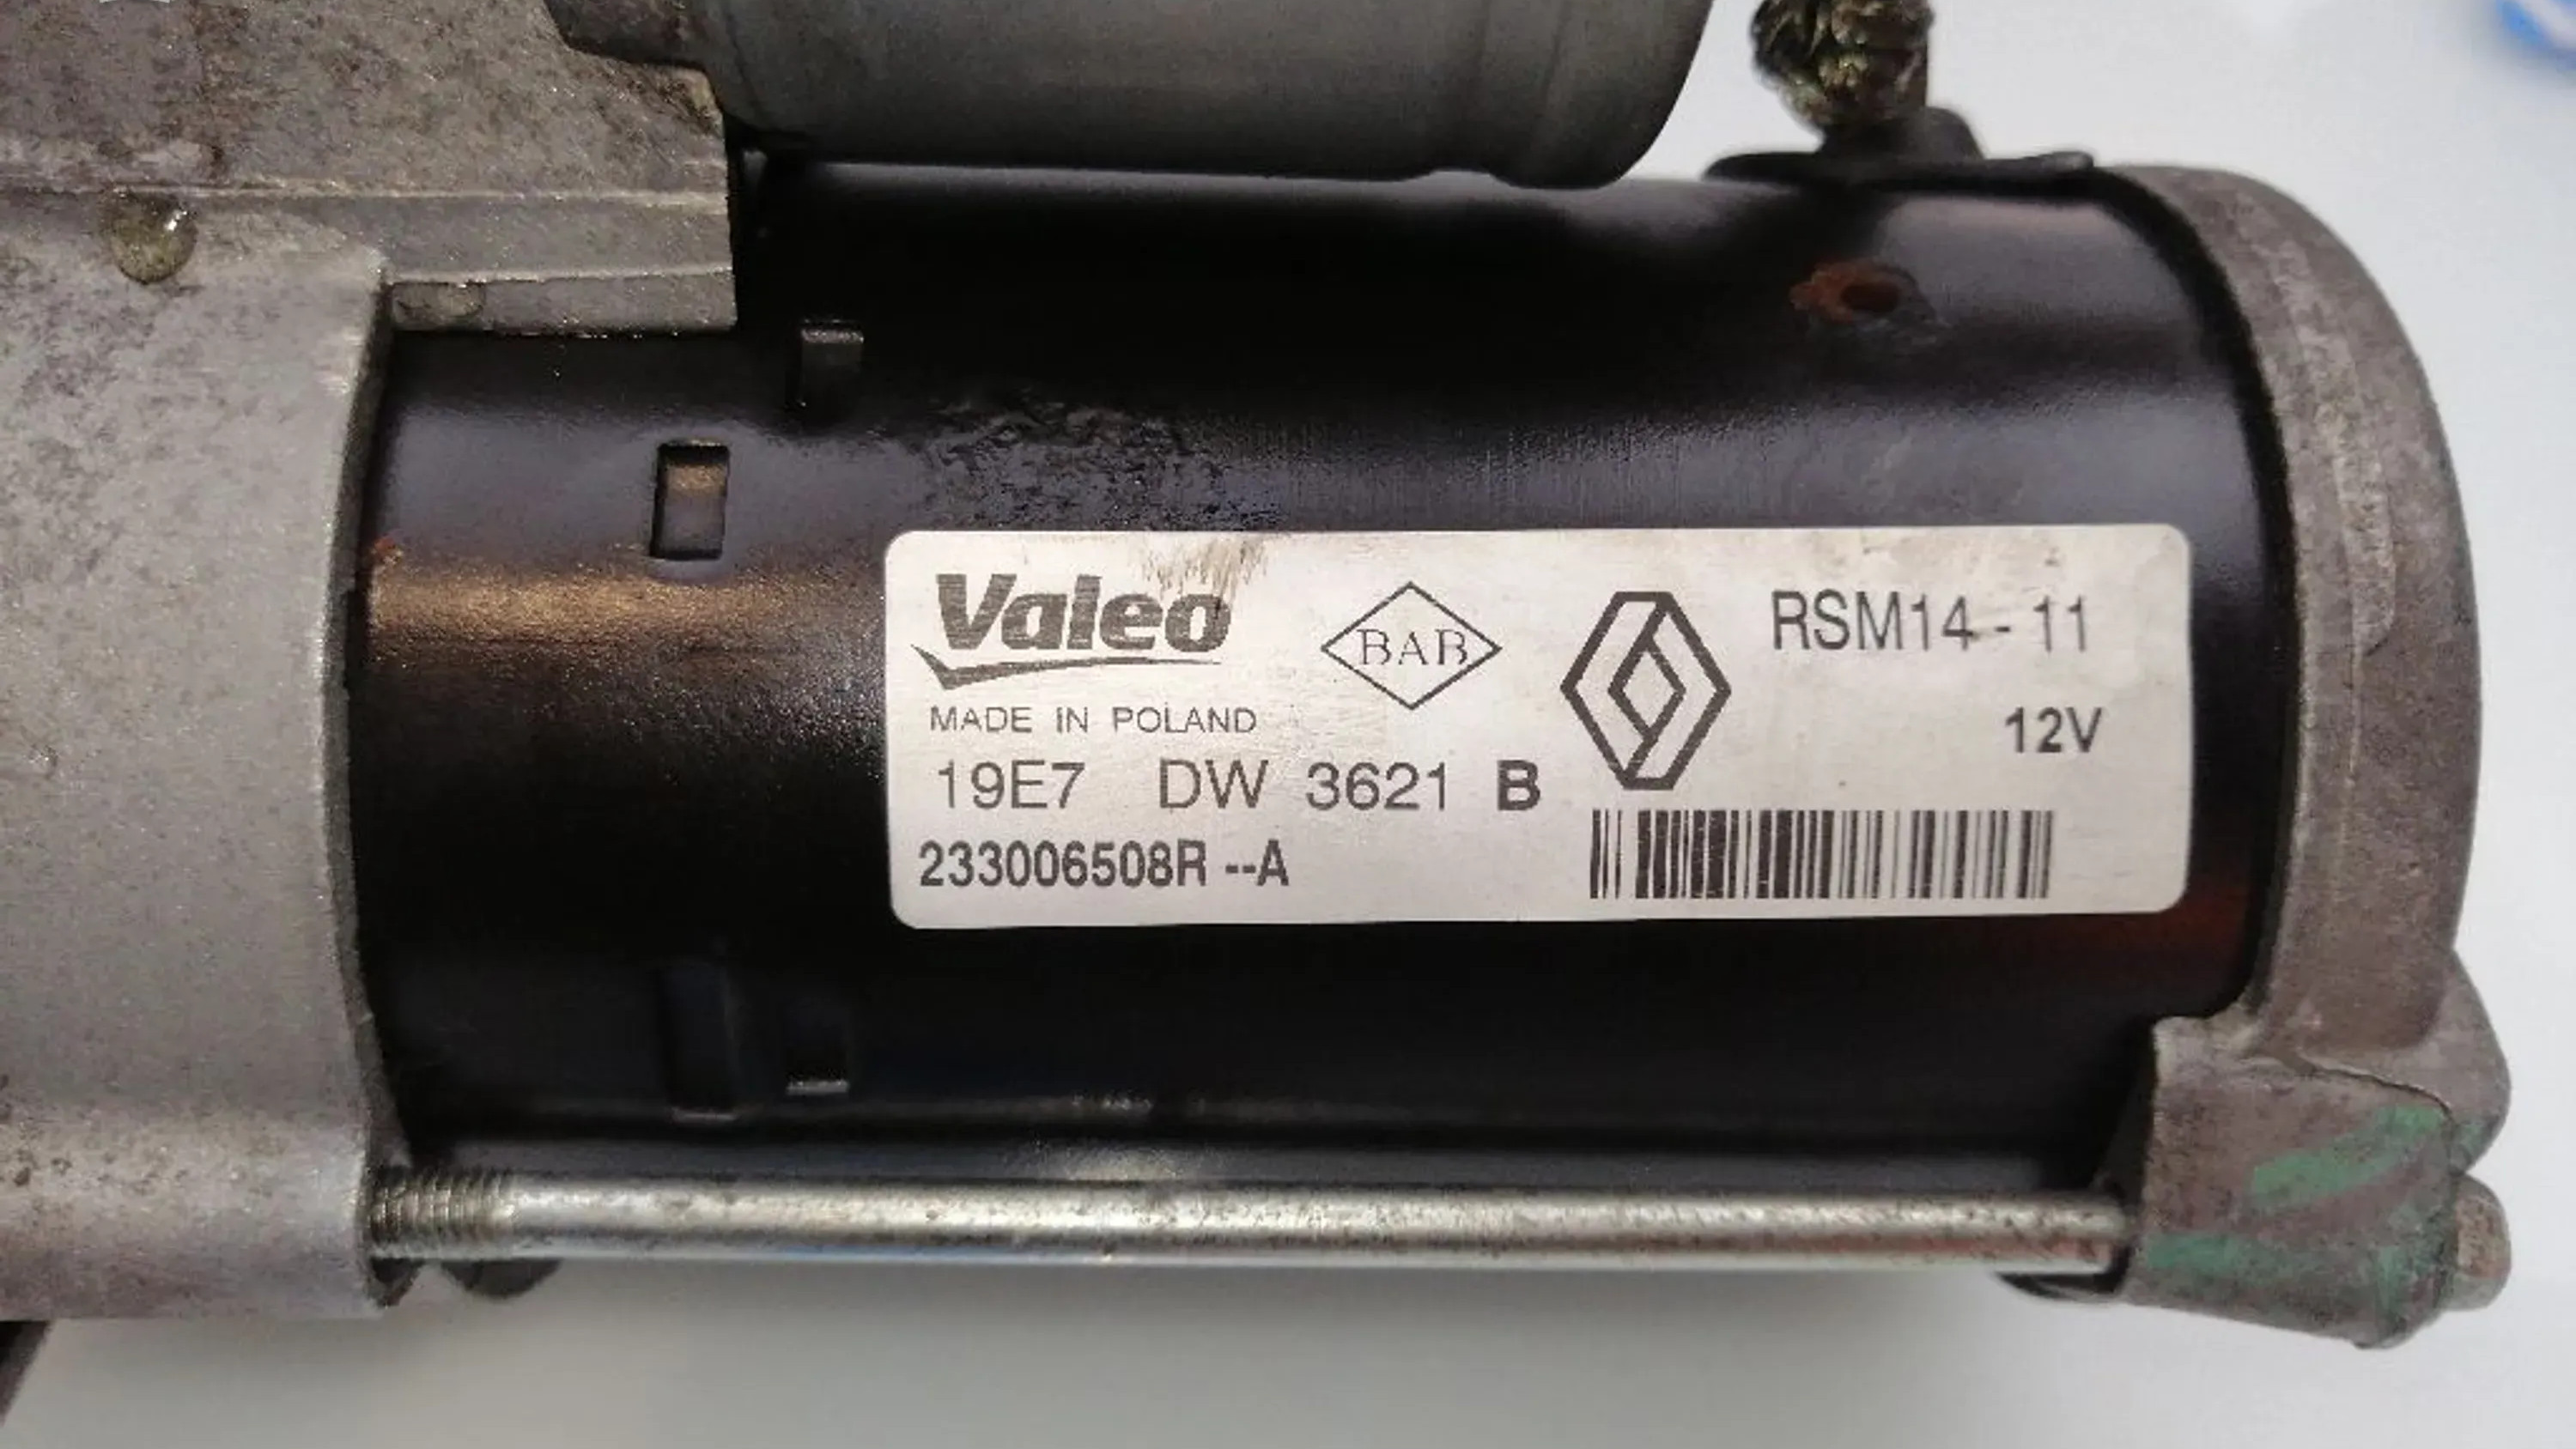 Valeo
MADE IN POLAND
BAB
RSM14-11
12V
19E7 DW 3621 B
233006508R --A